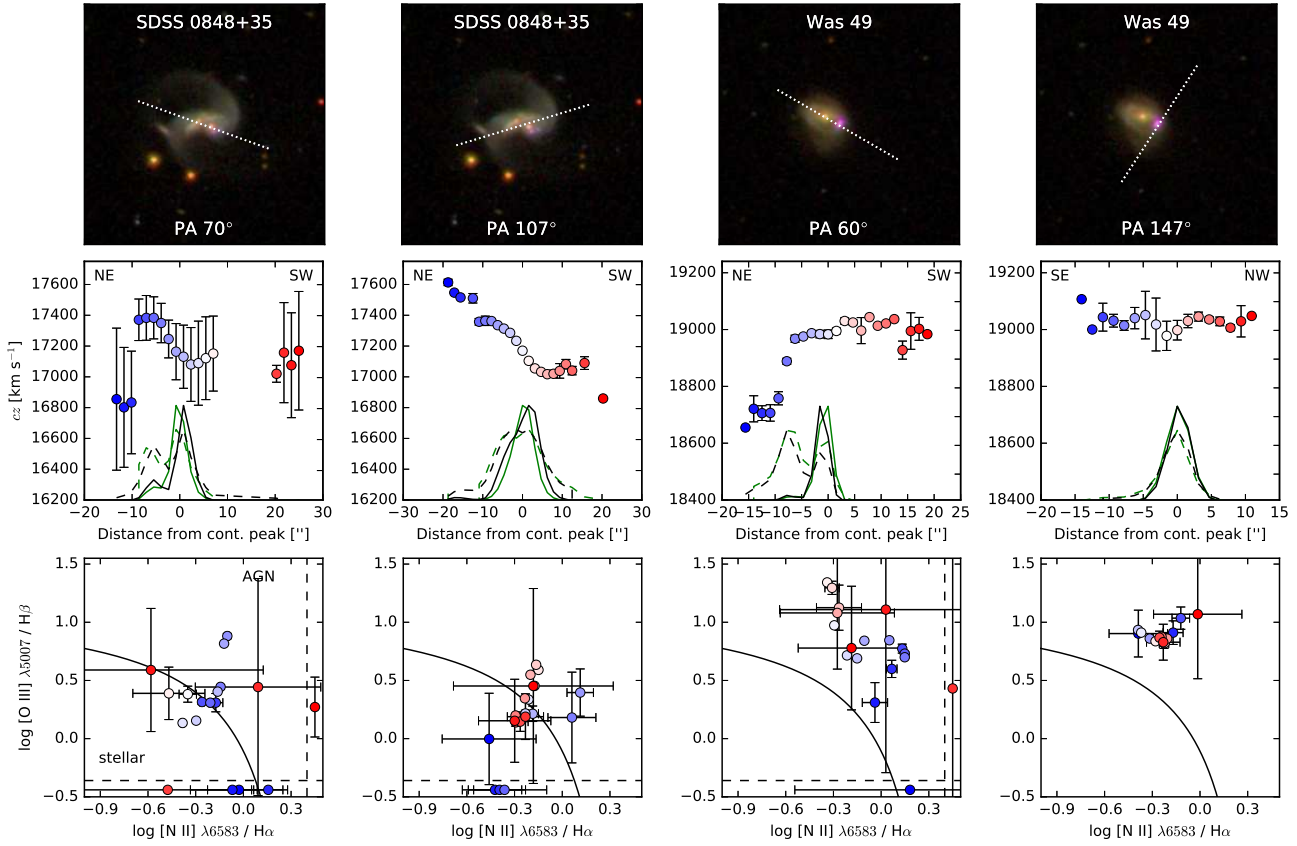 SDSS 0848+35 SDSS 0848+35 Was 49 Was 49
PA 70° PA 107° PA 60° PA 147°
NE SW NE SW NE SW SE NW
17600 17600 19200 19200
17400 17400
17200 17200 19000 19000
17000 17000 18800 18800
16800 16800
16600 16600 18600 18600
16400 16400
16200 16200 18400 18400
cz [km s⁻¹]
−20 −10 0 10 20 30 −30 −20 −10 0 10 20 30 −20 −15 −10 −5 0 5 10 15 20 25 −20 −15 −10 −5 0 5 10 15
Distance from cont. peak [''] Distance from cont. peak [''] Distance from cont. peak [''] Distance from cont. peak ['']
1.5 1.5 1.5 1.5
AGN
1.0 1.0 1.0 1.0
0.5 0.5 0.5 0.5
0.0 0.0 0.0 0.0
stellar
−0.5 −0.5 −0.5 −0.5
log [O III] λ5007 / Hβ
−0.9 −0.6 −0.3 0.0 0.3 −0.9 −0.6 −0.3 0.0 0.3 −0.9 −0.6 −0.3 0.0 0.3 −0.9 −0.6 −0.3 0.0 0.3
log [N II] λ6583 / Hα log [N II] λ6583 / Hα log [N II] λ6583 / Hα log [N II] λ6583 / Hα